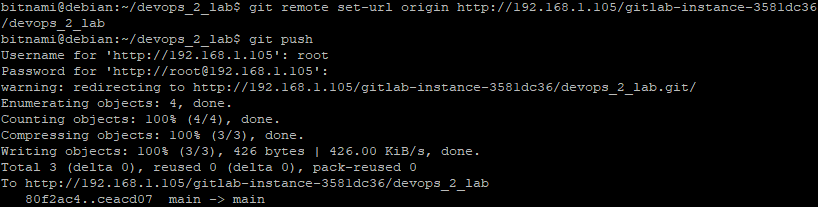 bitnami@debian:~/devops_2_lab$ git remote set-url origin http://192.168.1.105/gitlab-instance-3581dc36
/devops_2_lab
bitnami@debian:~/devops_2_lab$ git push
Username for 'http://192.168.1.105': root
Password for 'http://root@192.168.1.105':
warning: redirecting to http://192.168.1.105/gitlab-instance-3581dc36/devops_2_lab.git/
Enumerating objects: 4, done.
Counting objects: 100% (4/4), done.
Compressing objects: 100% (3/3), done.
Writing objects: 100% (3/3), 426 bytes | 426.00 KiB/s, done.
Total 3 (delta 0), reused 0 (delta 0), pack-reused 0
To http://192.168.1.105/gitlab-instance-3581dc36/devops_2_lab
   80f2ac4..ceacd07  main -> main